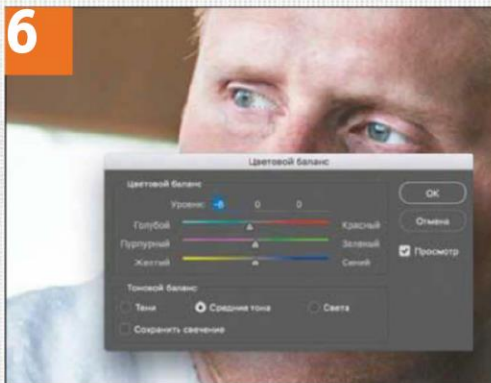 6
Цветовой баланс
Цветовой баланс
Уровни: -6 0 0
Голубой Красный
Пурпурный Зеленый
Желтый Синий
Тоновой баланс
Тени Средние тона Света
Сохранить свечение
OK
Отмена
Просмотр